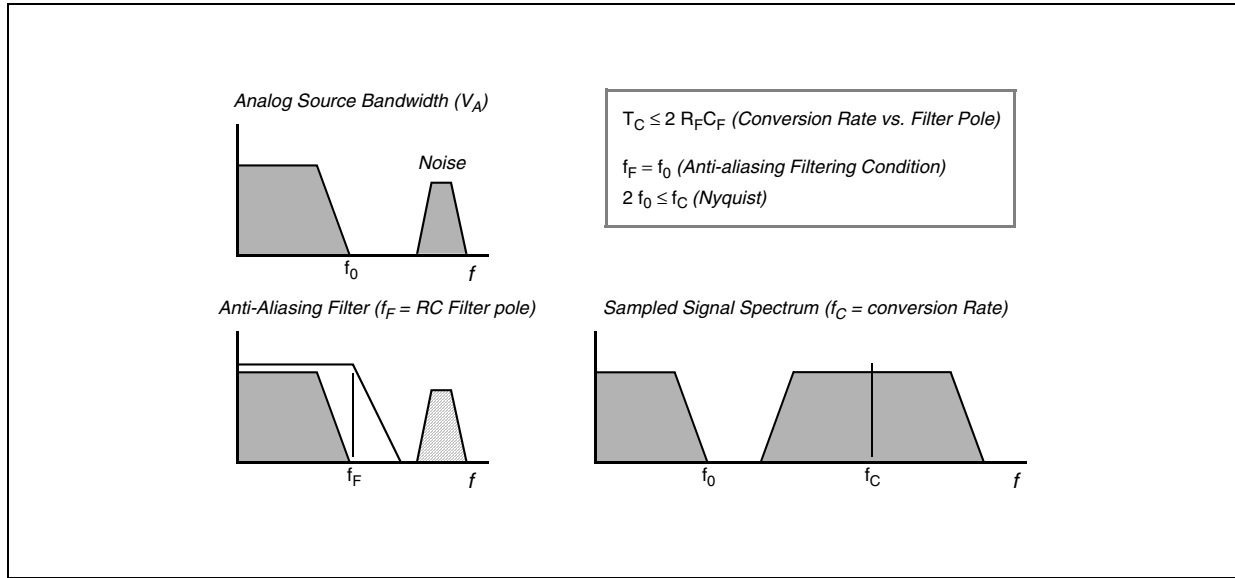 Analog Source Bandwidth (VA)
Noise
f0
f
TC ≤ 2 RFCF (Conversion Rate vs. Filter Pole)
fF = f0 (Anti-aliasing Filtering Condition)
2 f0 ≤ fC (Nyquist)
Anti-Aliasing Filter (fF = RC Filter pole)
fF
f
Sampled Signal Spectrum (fC = conversion Rate)
f0
fC
f